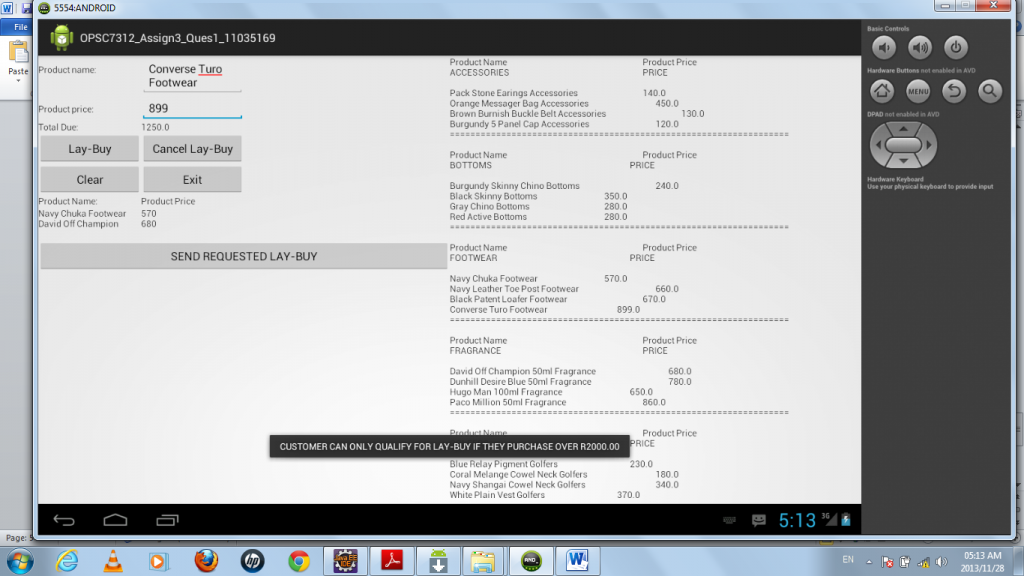 5554:ANDROID
File
Paste
OPSC7312_Assign3_Ques1_11035169
Product name:
Converse Turo
Footwear
Product price:
899
Total Due:
1250.0
Lay-Buy
Cancel Lay-Buy
Clear
Exit
Product Name: Product Price
Navy Chuka Footwear 570
David Off Champion 680
SEND REQUESTED LAY-BUY
Product Name Product Price
ACCESSORIES PRICE
Pack Stone Earings Accessories 140.0
Orange Messager Bag Accessories 450.0
Brown Burnish Buckle Belt Accessories 130.0
Burgundy 5 Panel Cap Accessories 120.0
Product Name Product Price
BOTTOMS PRICE
Burgundy Skinny Chino Bottoms 240.0
Black Skinny Bottoms 350.0
Gray Chino Bottoms 280.0
Red Active Bottoms 280.0
Product Name Product Price
FOOTWEAR PRICE
Navy Chuka Footwear 570.0
Navy Leather Toe Post Footwear 660.0
Black Patent Loafer Footwear 670.0
Converse Turo Footwear 899.0
Product Name Product Price
FRAGRANCE PRICE
David Off Champion 50ml Fragrance 680.0
Dunhill Desire Blue 50ml Fragrance 780.0
Hugo Man 100ml Fragrance 650.0
Paco Million 50ml Fragrance 860.0
Product Name Product Price
PRICE
CUSTOMER CAN ONLY QUALIFY FOR LAY-BUY IF THEY PURCHASE OVER R2000.00
Blue Relay Pigment Golfers 230.0
Coral Melange Cowel Neck Golfers 180.0
Navy Shangai Cowel Neck Golfers 340.0
White Plain Vest Golfers 370.0
Basic Controls
Hardware Buttons not enabled in AVD
MENU
DPAD not enabled in AVD
Hardware Keyboard
Use your physical keyboard to provide input
5:13
3G
Page: 5
EN
05:13 AM
2013/11/28